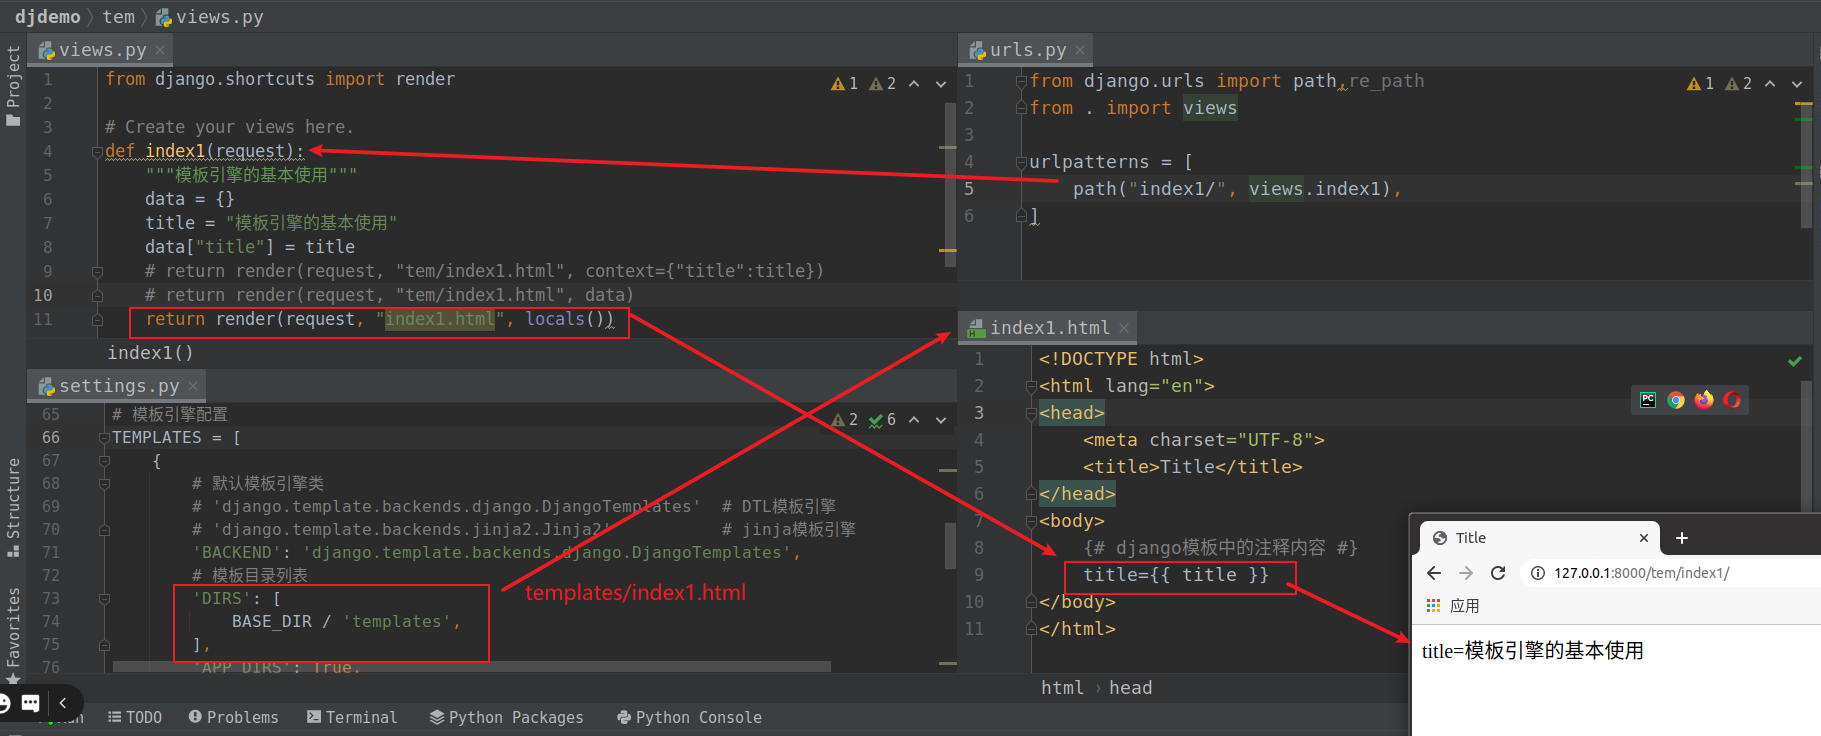 djdemo tem views.py
Project
views.py
1 from django.shortcuts import render
2
3 # Create your views here.
4 def index1(request):
5 """模板引擎的基本使用"""
6 data = {}
7 title = "模板引擎的基本使用"
8 data["title"] = title
9 # return render(request, "tem/index1.html", context={"title":title})
10 # return render(request, "tem/index1.html", data)
11 return render(request, "index1.html", locals())
1 2
index1()
urls.py
1 from django.urls import path,re_path
2 from . import views
3
4 urlpatterns = [
5 path("index1/", views.index1),
6 ]
1 2
settings.py
65 # 模板引擎配置
66 TEMPLATES = [
67 {
68 # 默认模板引擎类
69 # 'django.template.backends.django.DjangoTemplates' # DTL模板引擎
70 # 'django.template.backends.jinja2.Jinja2' # jinja模板引擎
71 'BACKEND': 'django.template.backends.django.DjangoTemplates',
72 # 模板目录列表
73 'DIRS': [
74 BASE_DIR / 'templates',
75 ],
76 'APP_DIRS': True,
2 6
templates/index1.html
index1.html
1 <!DOCTYPE html>
2 <html lang="en">
3 <head>
4 <meta charset="UTF-8">
5 <title>Title</title>
6 </head>
7 <body>
8 {# django模板中的注释内容 #}
9 title={{ title }}
10 </body>
11 </html>
PC
html › head
Title
127.0.0.1:8000/tem/index1/
应用
title=模板引擎的基本使用
Structure
Favorites
TODO Problems Terminal Python Packages Python Console